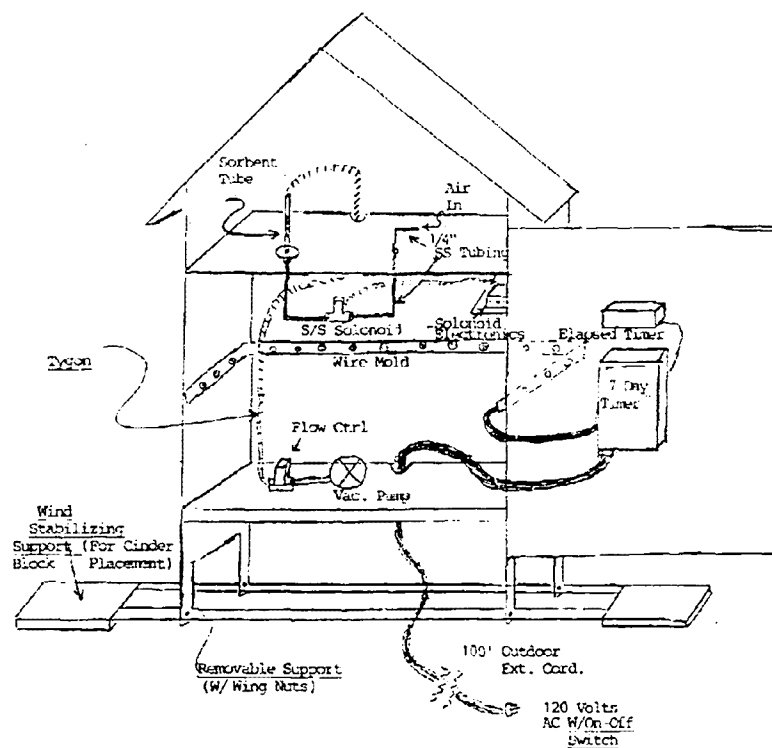 Sorbent
Tube
Air
In
1/4"
SS Tubing
S/S Solonoid
Solonoid
Electronics
Elapsed Timer
Wire Mold
Tygon
7 Day
Timer
Flow Ctrl
Vac. Pump
Wind
Stabilizing
Support (For Cinder
Block Placement)
Removable Support
(W/ Wing Nuts)
100' Outdoor
Ext. Cord.
120 Volts
AC W/On-Off
Switch